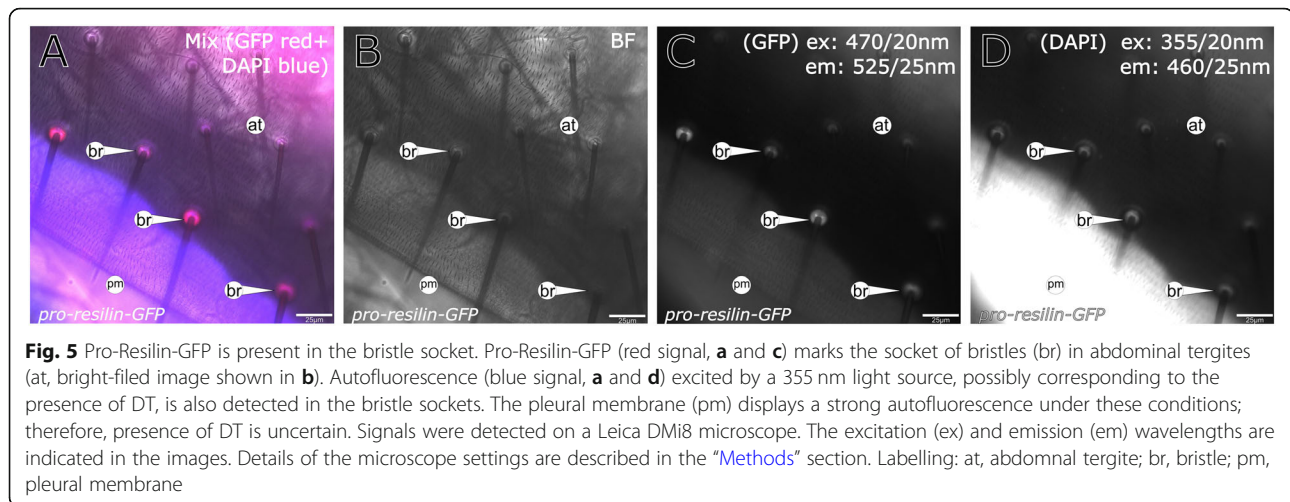 A
Mix (GFP red+
DAPI blue)
at
br
br
br
pm
pro-resilin-GFP
25µm
B
BF
at
br
br
br
pm
pro-resilin-GFP
25µm
C
(GFP) ex: 470/20nm
em: 525/25nm
at
br
br
br
pm
pro-resilin-GFP
25µm
D
(DAPI) ex: 355/20nm
em: 460/25nm
at
br
br
br
pm
pro-resilin-GFP
25µm
Fig. 5 Pro-Resilin-GFP is present in the bristle socket. Pro-Resilin-GFP (red signal, a and c) marks the socket of bristles (br) in abdominal tergites
(at, bright-filed image shown in b). Autofluorescence (blue signal, a and d) excited by a 355 nm light source, possibly corresponding to the
presence of DT, is also detected in the bristle sockets. The pleural membrane (pm) displays a strong autofluorescence under these conditions;
therefore, presence of DT is uncertain. Signals were detected on a Leica DMi8 microscope. The excitation (ex) and emission (em) wavelengths are
indicated in the images. Details of the microscope settings are described in the “Methods” section. Labelling: at, abdomnal tergite; br, bristle; pm,
pleural membrane